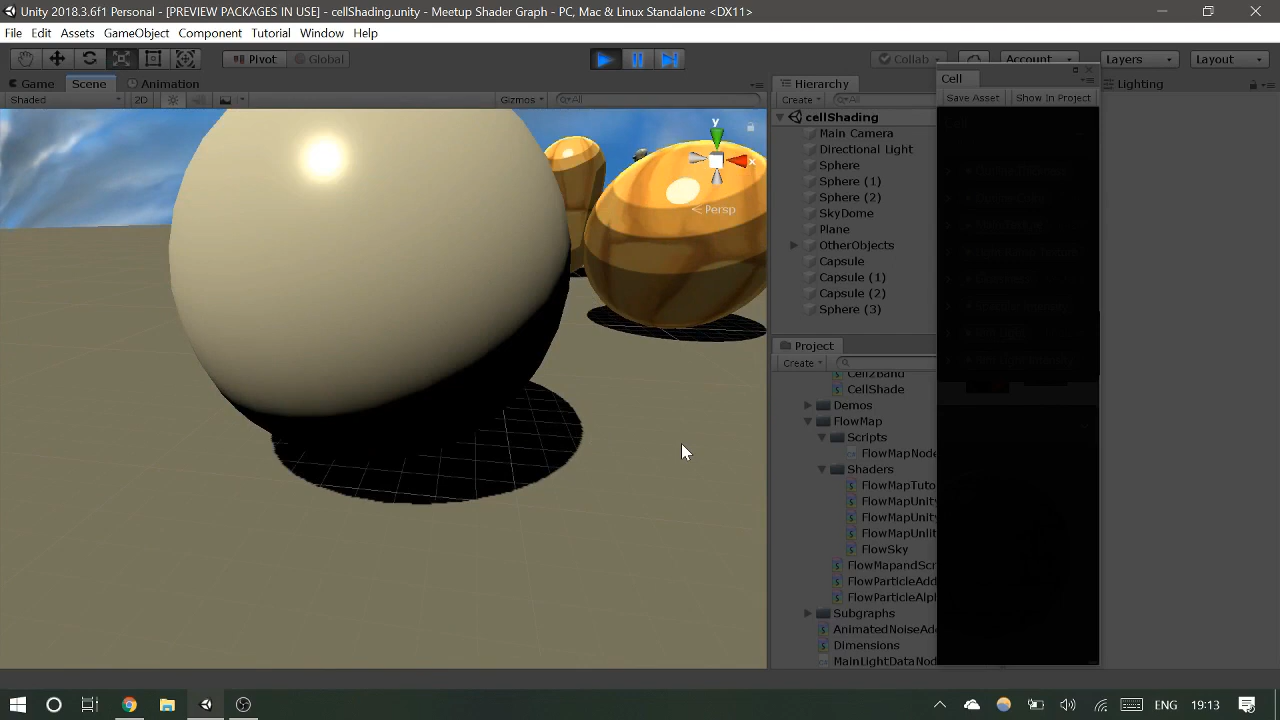 Unity 2018.3.6f1 Personal - [PREVIEW PACKAGES IN USE] - cellShading.unity - Meetup Shader Graph - PC, Mac & Linux Standalone <DX11>
File Edit Assets GameObject Component Tutorial Window Help
Pivot Global Collab Account Layers Layout
Game Scene Animation Hierarchy Cell Lighting
Shaded 2D Gizmos All Create All Save Asset Show In Project
cellShading
Main Camera
Directional Light
Sphere
Sphere (1)
Sphere (2)
SkyDome
Plane
OtherObjects
Capsule
Capsule (1)
Capsule (2)
Sphere (3)
y
x
Persp
Project
Create
Cell2Band
CellShade
Demos
FlowMap
Scripts
FlowMapNode
Shaders
FlowMapTuto
FlowMapUnity
FlowMapUnity
FlowMapUniit
FlowSky
FlowMapandScr
FlowParticleAdd
FlowParticleAlph
Subgraphs
AnimatedNoiseAd
Dimensions
MainLightDataNod
ENG 19:13